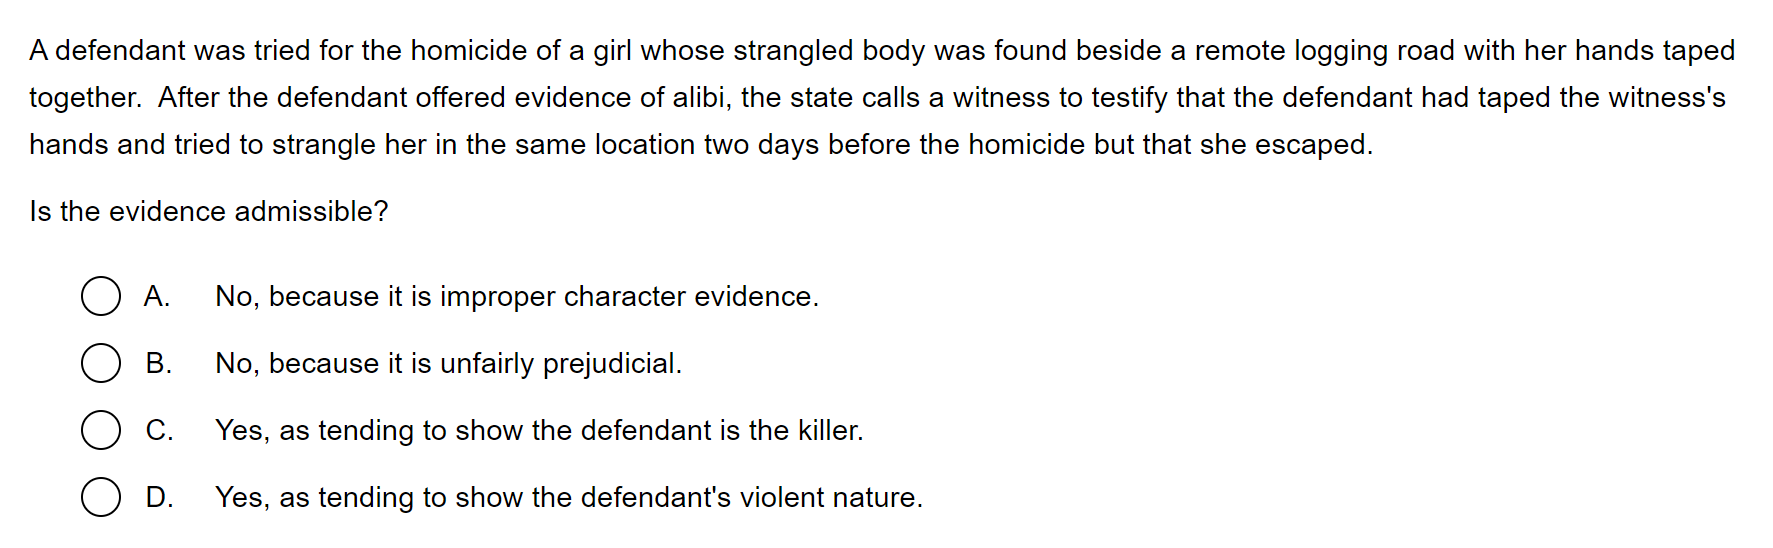 A defendant was tried for the homicide of a girl whose strangled body was found beside a remote logging road with her hands taped
together.  After the defendant offered evidence of alibi, the state calls a witness to testify that the defendant had taped the witness's
hands and tried to strangle her in the same location two days before the homicide but that she escaped.
Is the evidence admissible?
A. No, because it is improper character evidence.
B. No, because it is unfairly prejudicial.
C. Yes, as tending to show the defendant is the killer.
D. Yes, as tending to show the defendant's violent nature.